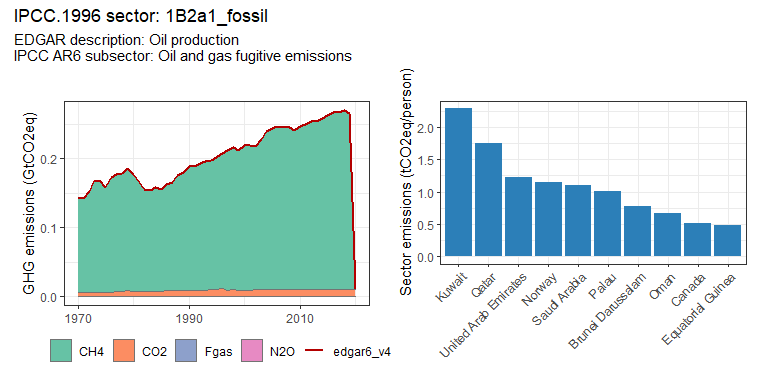 IPCC.1996 sector: 1B2a1_fossil
EDGAR description: Oil production
IPCC AR6 subsector: Oil and gas fugitive emissions
GHG emissions (GtCO2eq)
0.2
0.1
0.0
1970
1990
2010
CH4
CO2
Fgas
N2O
edgar6_v4
Sector emissions (tCO2eq/person)
2.0
1.5
1.0
0.5
0.0
Kuwait
Qatar
United Arab Emirates
Norway
Saudi Arabia
Palau
Brunei Darussalam
Oman
Canada
Equatorial Guinea